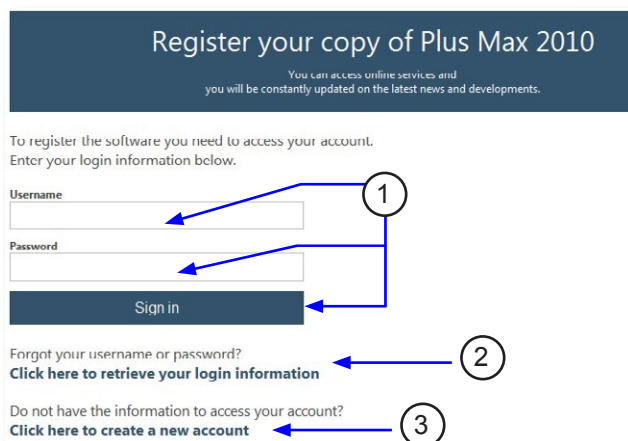 Register your copy of Plus Max 2010
You can access online services and
you will be constantly updated on the latest news and developments.
To register the software you need to access your account.
Enter your login information below.
Username
1
Password
Sign in
Forgot your username or password?
2
Click here to retrieve your login information
Do not have the information to access your account?
3
Click here to create a new account